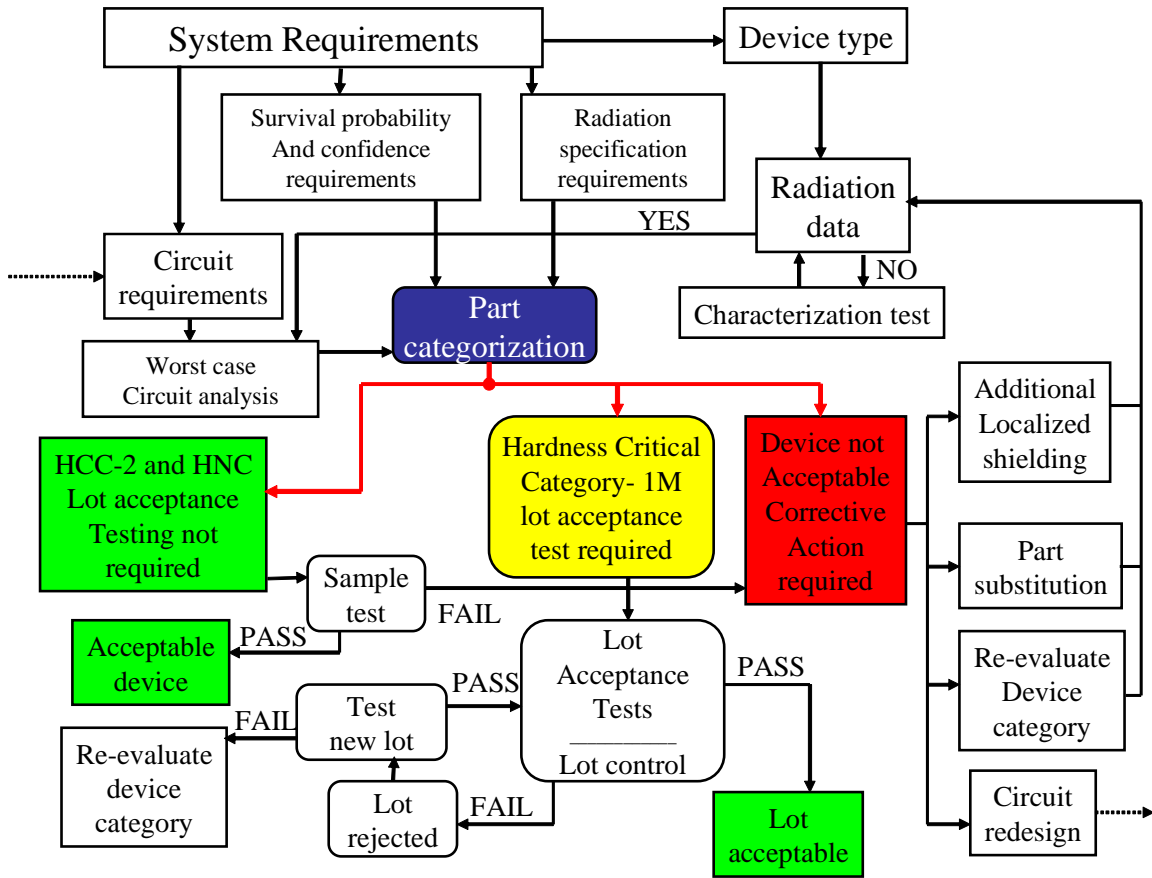 System Requirements
Device type
Survival probability
And confidence
requirements
Radiation
specification
requirements
Radiation
data
YES
NO
Circuit
requirements
Characterization test
Part
categorization
Worst case
Circuit analysis
Additional
Localized
shielding
HCC-2 and HNC
Lot acceptance
Testing not
required
Hardness Critical
Category- 1M
lot acceptance
test required
Device not
Acceptable
Corrective
Action
required
Sample
test
FAIL
PASS
Part
substitution
Acceptable
device
Lot
Acceptance
Tests
__________
Lot control
PASS
Re-evaluate
Device
category
PASS
Test
new lot
FAIL
Re-evaluate
device
category
Lot
rejected
FAIL
Lot
acceptable
Circuit
redesign